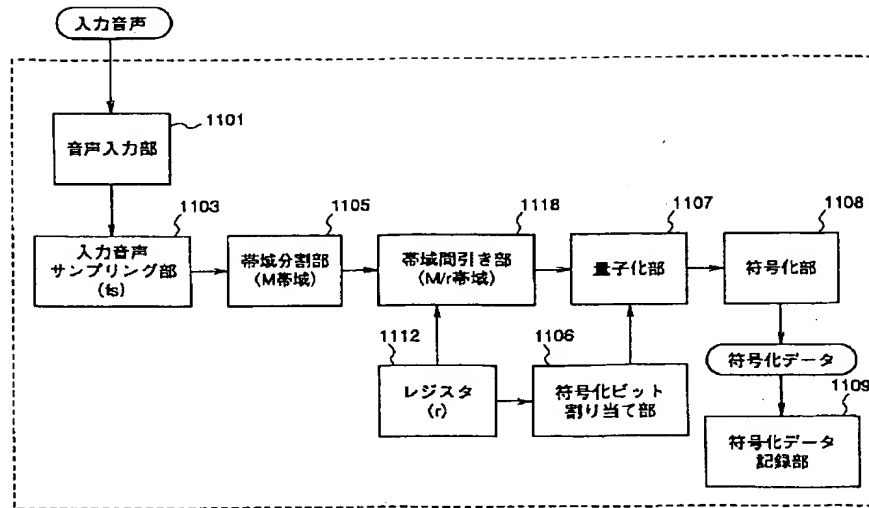 入力音声
1101
音声入力部
1103
入力音声
サンプリング部
(fs)
1105
帯域分割部
(M帯域)
1118
帯域間引き部
(M/r帯域)
1107
量子化部
1108
符号化部
1112
レジスタ
(r)
1106
符号化ビット
割り当て部
符号化データ
1109
符号化データ
記録部